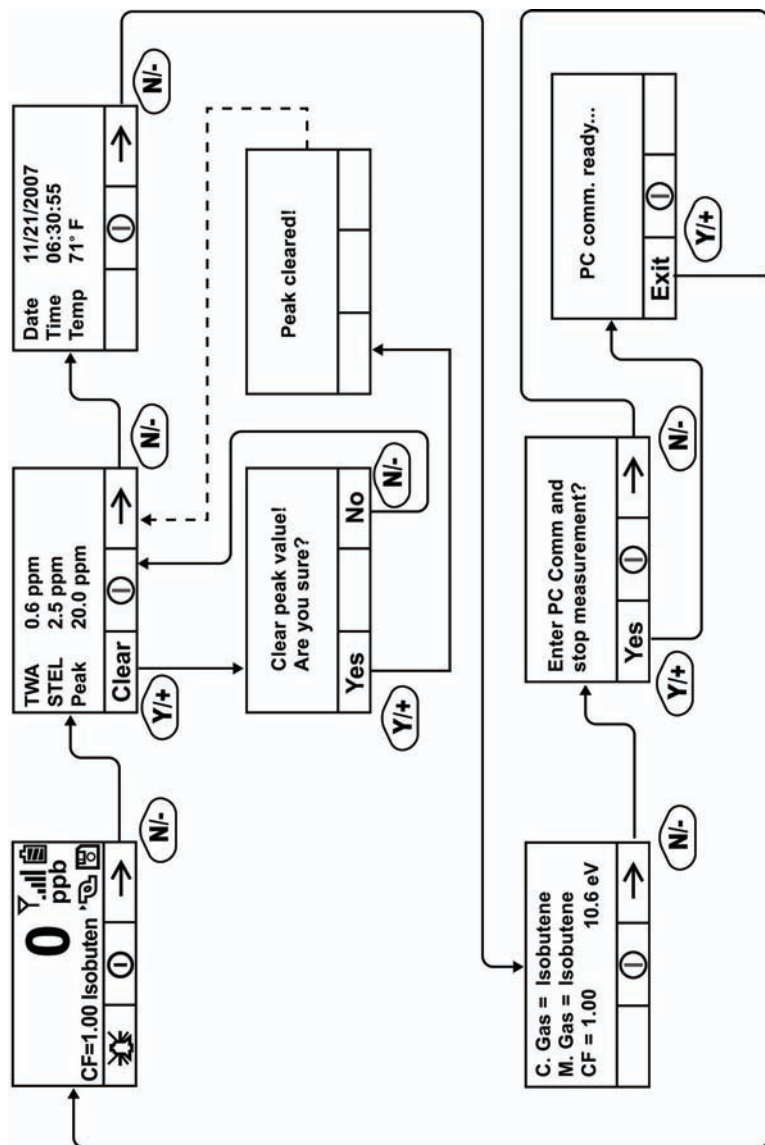 0
ppb
CF=1.00 Isobuten
N/-
TWA 0.6 ppm
STEL 2.5 ppm
Peak 20.0 ppm
Clear
Y/+
N/-
Date 11/21/2007
Time 06:30:55
Temp 71° F
N/-
Clear peak value!
Are you sure?
Yes
No
Y/+
N/-
Peak cleared!
C. Gas = Isobutene
M. Gas = Isobutene
CF = 1.00 10.6 eV
N/-
Enter PC Comm and
stop measurement?
Yes
Y/+
N/-
PC comm. ready...
Exit
Y/+